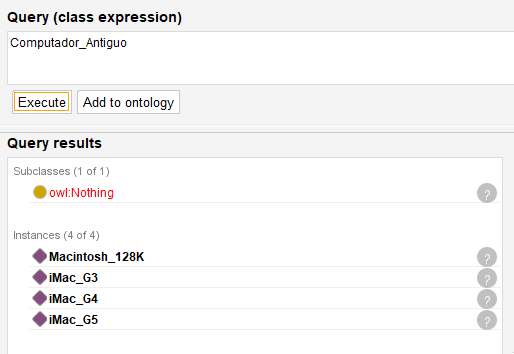 Query (class expression)
Computador_Antiguo
Execute Add to ontology
Query results
Subclasses (1 of 1)
owl:Nothing ?
Instances (4 of 4)
Macintosh_128K ?
iMac_G3 ?
iMac_G4 ?
iMac_G5 ?